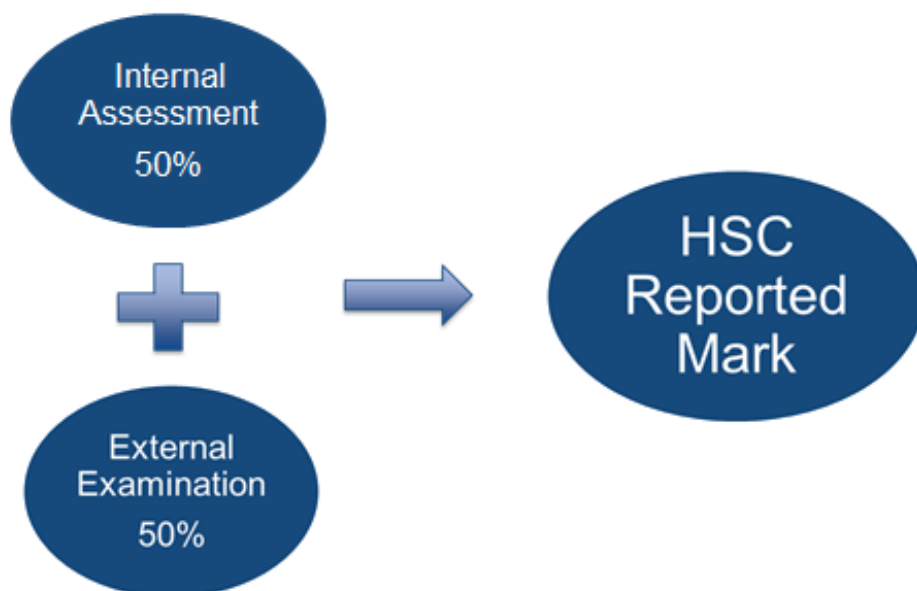 Internal
Assessment
50%
External
Examination
50%
HSC
Reported
Mark